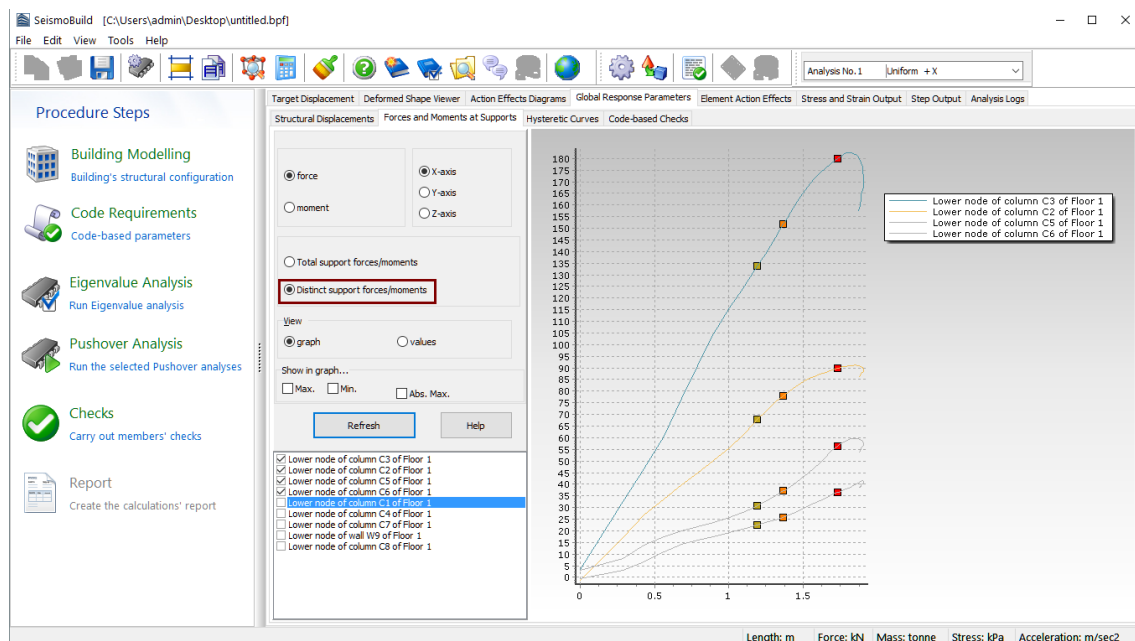 SeismoBuild [C:\Users\admin\Desktop\untitled.bpf]
File Edit View Tools Help
Analysis No. 1 Uniform +X
Procedure Steps
Building Modelling
Building's structural configuration
Code Requirements
Code-based parameters
Eigenvalue Analysis
Run Eigenvalue analysis
Pushover Analysis
Run the selected Pushover analyses
Checks
Carry out members' checks
Report
Create the calculations' report
Target Displacement Deformed Shape Viewer Action Effects Diagrams Global Response Parameters Element Action Effects Stress and Strain Output Step Output Analysis Logs
Structural Displacements Forces and Moments at Supports Hysteretic Curves Code-based Checks
force
moment
X-axis
Y-axis
Z-axis
Total support forces/moments
Distinct support forces/moments
View
graph values
Show in graph...
Max. Min. Abs. Max.
Refresh Help
Lower node of column C3 of Floor 1
Lower node of column C2 of Floor 1
Lower node of column C5 of Floor 1
Lower node of column C6 of Floor 1
Lower node of column C1 of Floor 1
Lower node of column C4 of Floor 1
Lower node of column C7 of Floor 1
Lower node of wall W9 of Floor 1
Lower node of column C8 of Floor 1
180
175
170
165
160
155
150
145
140
135
130
125
120
115
110
105
100
95
90
85
80
75
70
65
60
55
50
45
40
35
30
25
20
15
10
5
0
0 0.5 1 1.5
Lower node of column C3 of Floor 1
Lower node of column C2 of Floor 1
Lower node of column C5 of Floor 1
Lower node of column C6 of Floor 1
Length: m Force: kN Mass: tonne Stress: kPa Acceleration: m/sec2